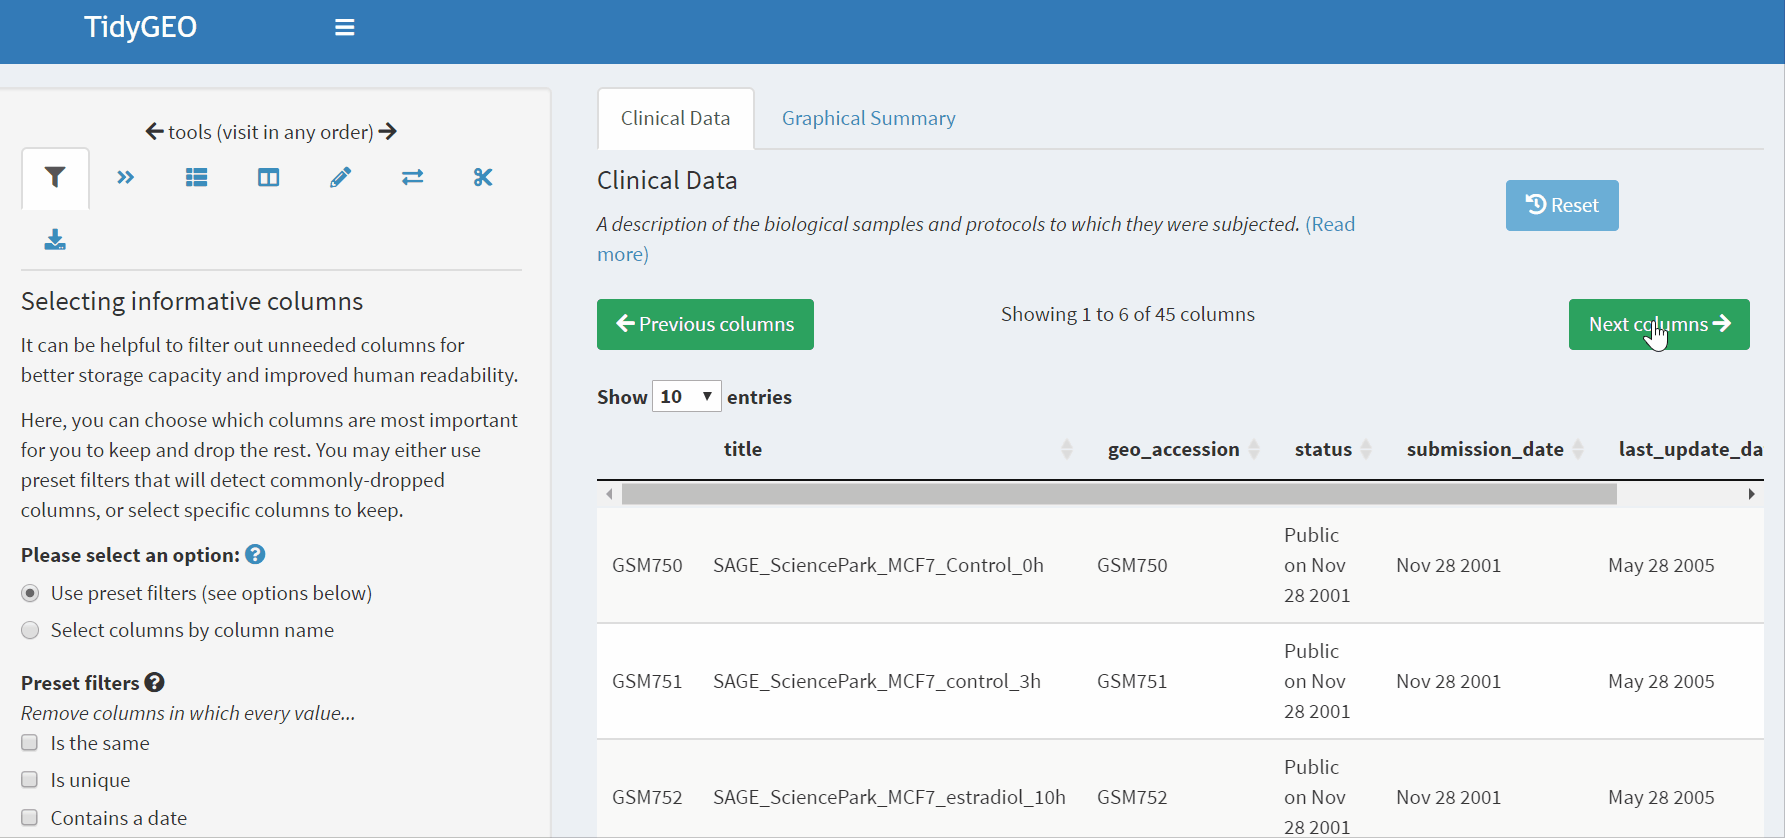 TidyGEO
tools (visit in any order)
Selecting informative columns
It can be helpful to filter out unneeded columns for
better storage capacity and improved human readability.
Here, you can choose which columns are most important
for you to keep and drop the rest. You may either use
preset filters that will detect commonly-dropped
columns, or select specific columns to keep.
Please select an option: ?
Use preset filters (see options below)
Select columns by column name
Preset filters ?
Remove columns in which every value...
Is the same
Is unique
Contains a date
Clinical Data
Graphical Summary
Clinical Data
Reset
A description of the biological samples and protocols to which they were subjected. (Read
more)
Previous columns
Showing 1 to 6 of 45 columns
Next columns
Show 10 entries
title geo_accession status submission_date last_update_da
GSM750 SAGE_SciencePark_MCF7_Control_0h GSM750 Public
on Nov
28 2001 Nov 28 2001 May 28 2005
GSM751 SAGE_SciencePark_MCF7_control_3h GSM751 Public
on Nov
28 2001 Nov 28 2001 May 28 2005
GSM752 SAGE_SciencePark_MCF7_estradiol_10h GSM752 Public
on Nov
28 2001 Nov 28 2001 May 28 2005